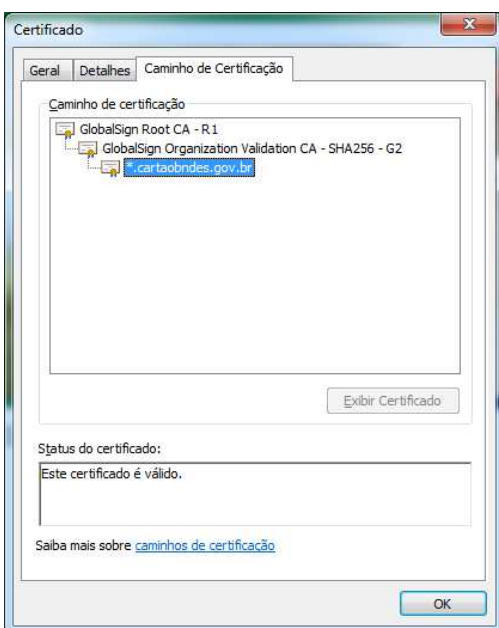 Certificado
Geral Detalhes Caminho de Certificação
Caminho de certificação
GlobalSign Root CA - R1
GlobalSign Organization Validation CA - SHA256 - G2
*.cartaobndes.gov.br
Exibir Certificado
Status do certificado:
Este certificado é válido.
Saiba mais sobre caminhos de certificação
OK